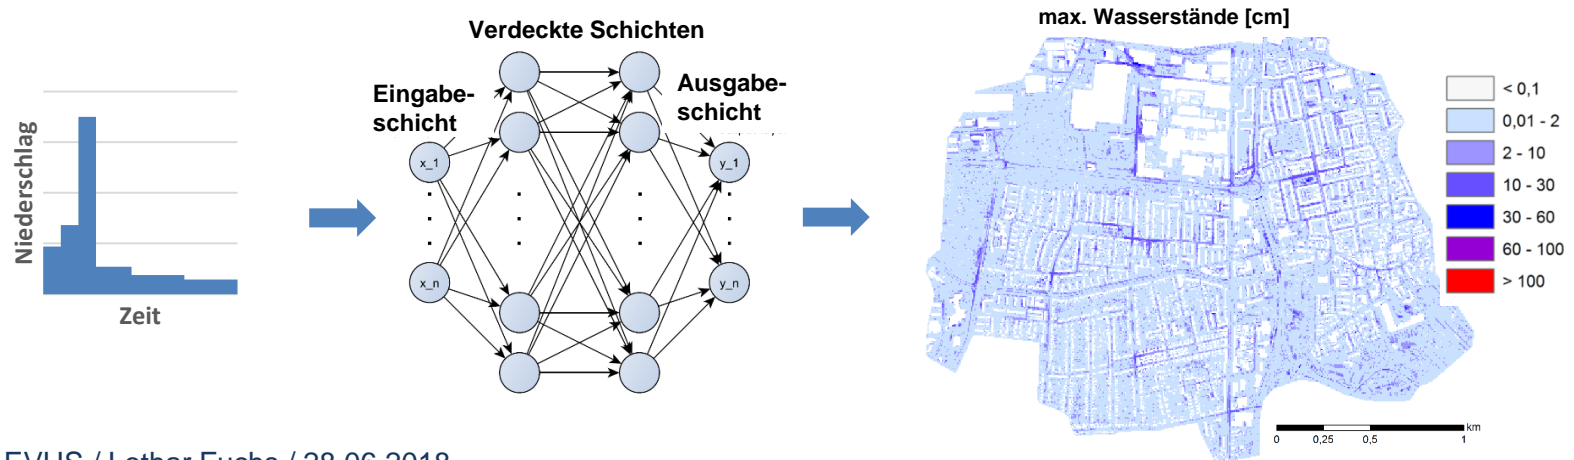 max. Wasserstände [cm]
Verdeckte Schichten
Eingabe-
schicht
Ausgabe-
schicht
Niederschlag
Zeit
x_1
x_n
y_1
y_n
< 0,1
0,01 - 2
2 - 10
10 - 30
30 - 60
60 - 100
> 100
km
0 0,25 0,5 1
EVUS / Lothar Fuchs / 28.06.2018